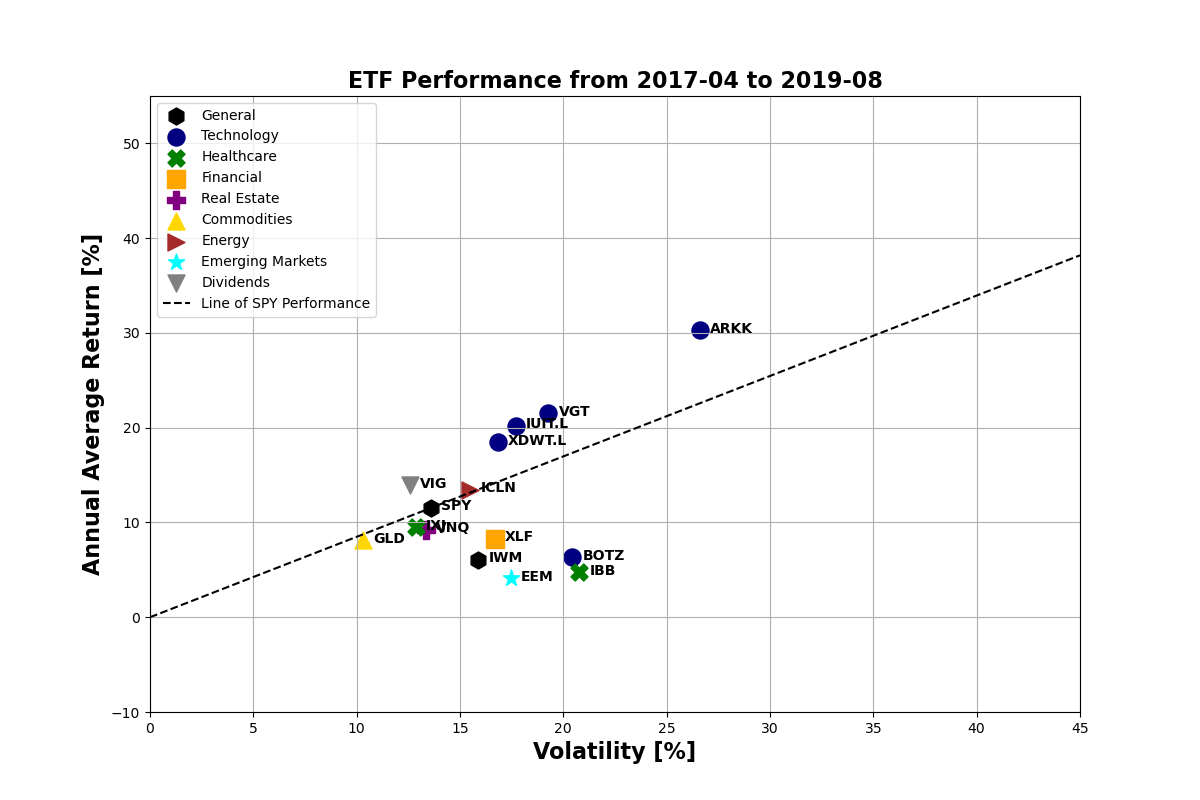 ETF Performance from 2017-04 to 2019-08
General
Technology
Healthcare
Financial
Real Estate
Commodities
Energy
Emerging Markets
Dividends
Line of SPY Performance
Annual Average Return [%]
50
40
30
20
10
0
−10
ARKK
VGT
IUIT.L
XDWT.L
VIG
ICLN
SPY
IXJ
VNQ
GLD
XLF
IWM
BOTZ
IBB
EEM
0 5 10 15 20 25 30 35 40 45
Volatility [%]